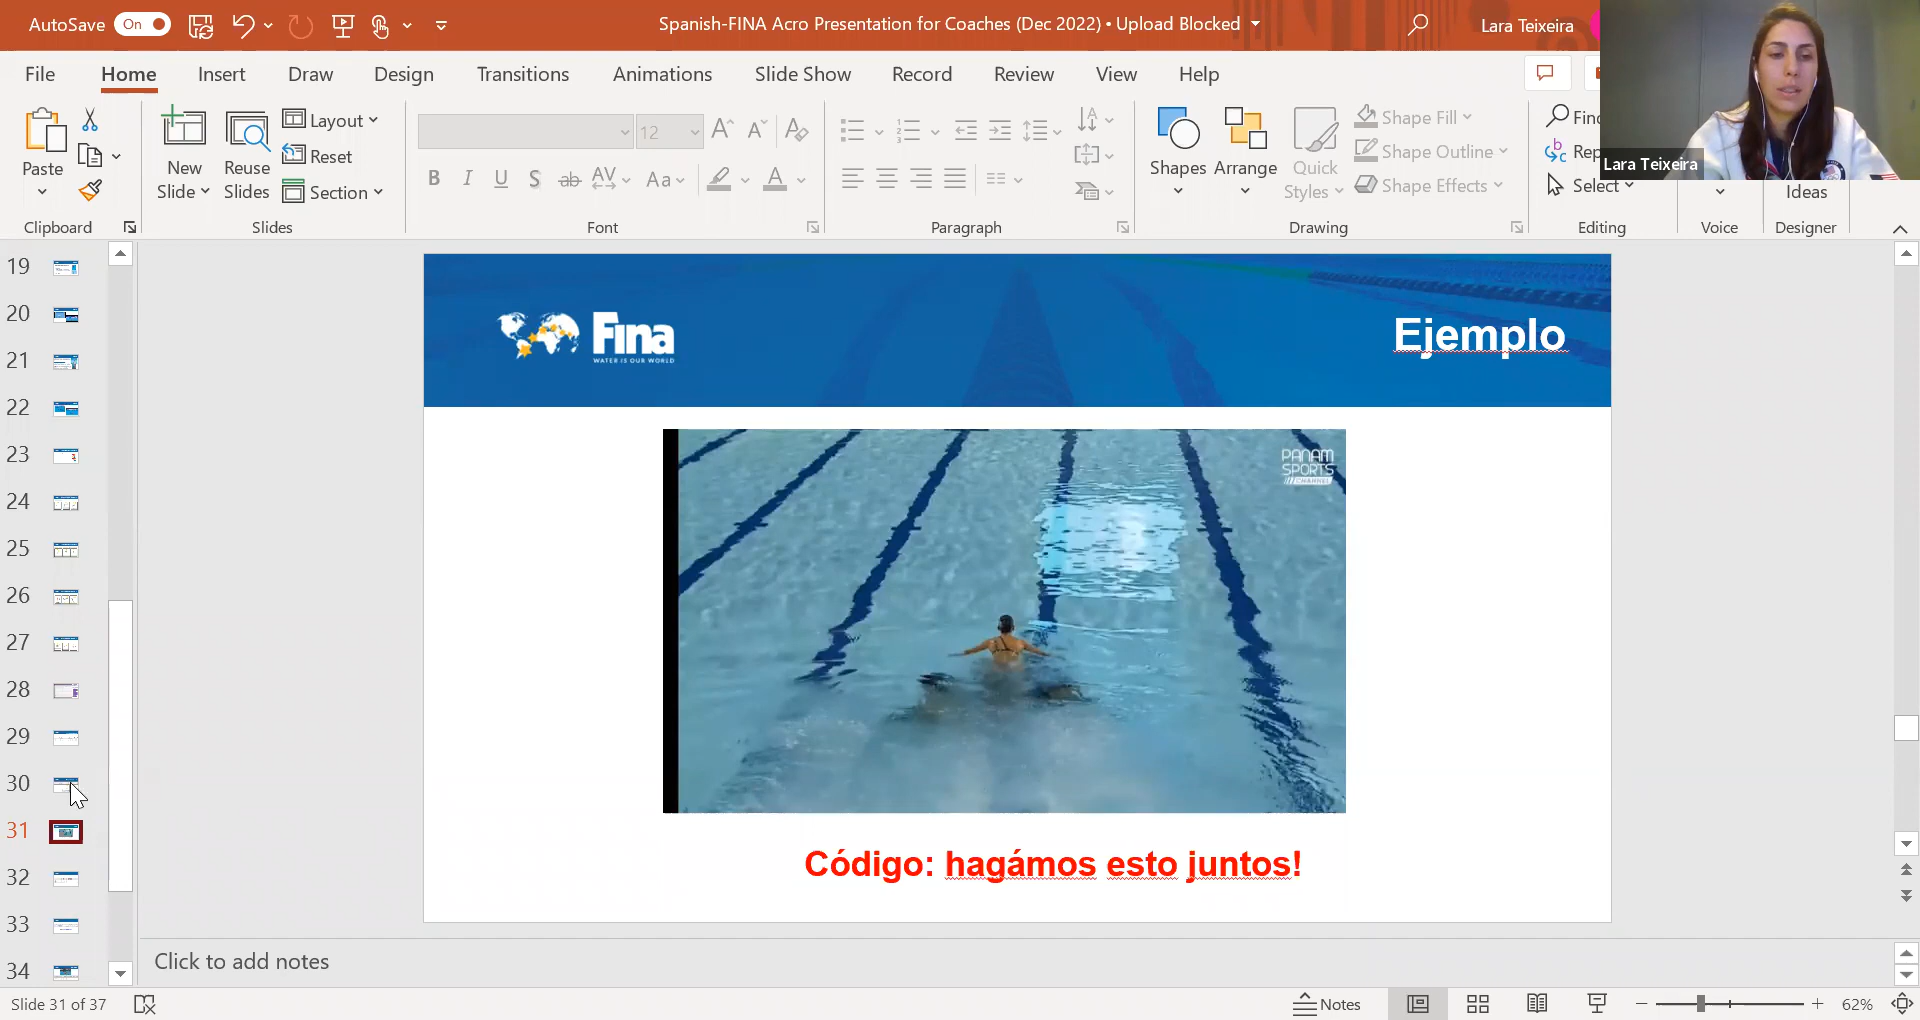 AutoSave On Spanish-FINA Acro Presentation for Coaches (Dec 2022) • Upload Blocked Lara Teixeira
File Home Insert Draw Design Transitions Animations Slide Show Record Review View Help
Paste
New Slide
Reuse Slides
Layout
Reset
Section
12
B I U S ab AV Aa A
Shapes
Arrange
Quick Styles
Shape Fill
Shape Outline
Shape Effects
Select
Ideas
Clipboard Slides Font Paragraph Drawing Editing Voice Designer
Lara Teixeira
19
20
21
22
23
24
25
26
27
28
29
30
31
32
33
34
Fina
WATER IS OUR WORLD
Ejemplo
PANAM
SPORTS
CHANNEL
Código: hagámos esto juntos!
Click to add notes
Slide 31 of 37 Notes 62%